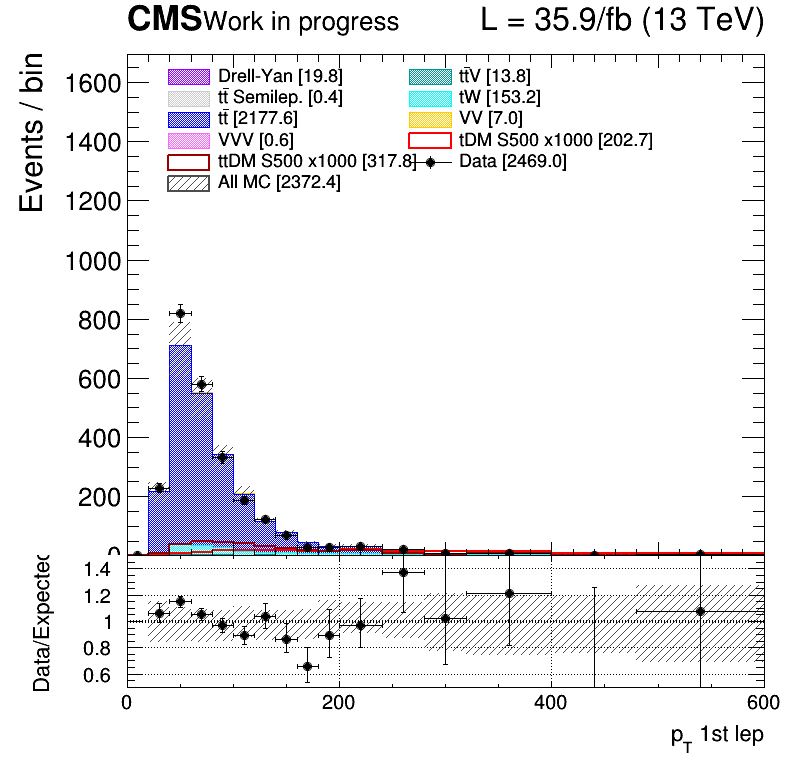 CMS Work in progress L = 35.9/fb (13 TeV)
Events / bin
1600
1400
1200
1000
800
600
400
200
0
Drell-Yan [19.8]
tt̄ Semilep. [0.4]
tt̄ [2177.6]
VVV [0.6]
ttDM S500 x1000 [317.8]
All MC [2372.4]
tt̄V [13.8]
tW [153.2]
VV [7.0]
tDM S500 x1000 [202.7]
Data [2469.0]
Data/Expected
1.4
1.2
1
0.8
0.6
0 200 400 600
p_T 1st lep